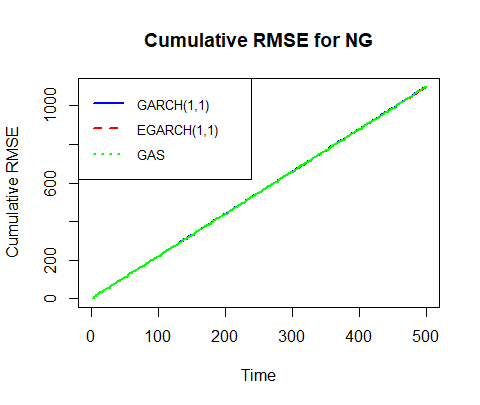 Cumulative RMSE for NG
GARCH(1,1)
EGARCH(1,1)
GAS
Cumulative RMSE
0
200
600
1000
0
100
200
300
400
500
Time